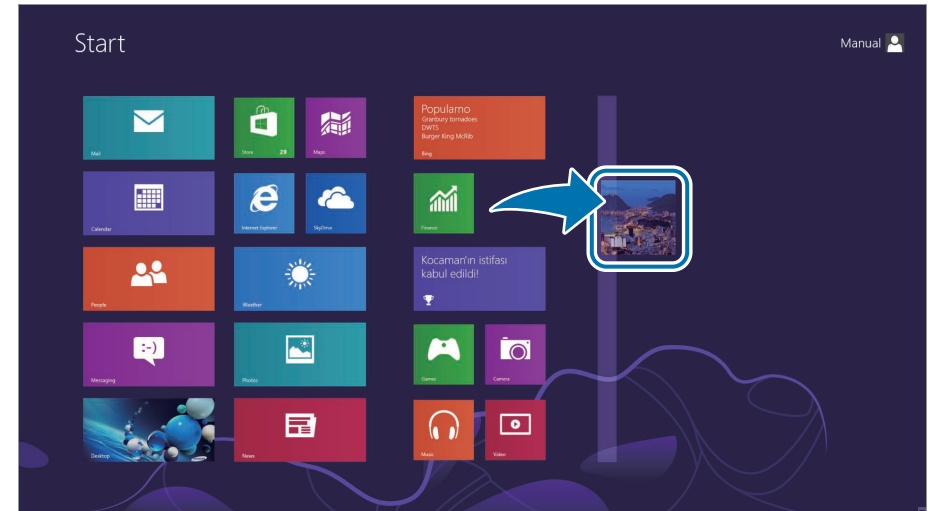 Start
Manual
Mail
Store 29
Maps
Popularno
Granbury tornadoes
DWTS
Burger King McRib
Bing
Calendar
Internet Explorer
SkyDrive
Finance
People
Weather
Kocaman'ın istifası
kabul edildi!
Messaging
Photos
Games
Camera
Desktop
News
Music
Video